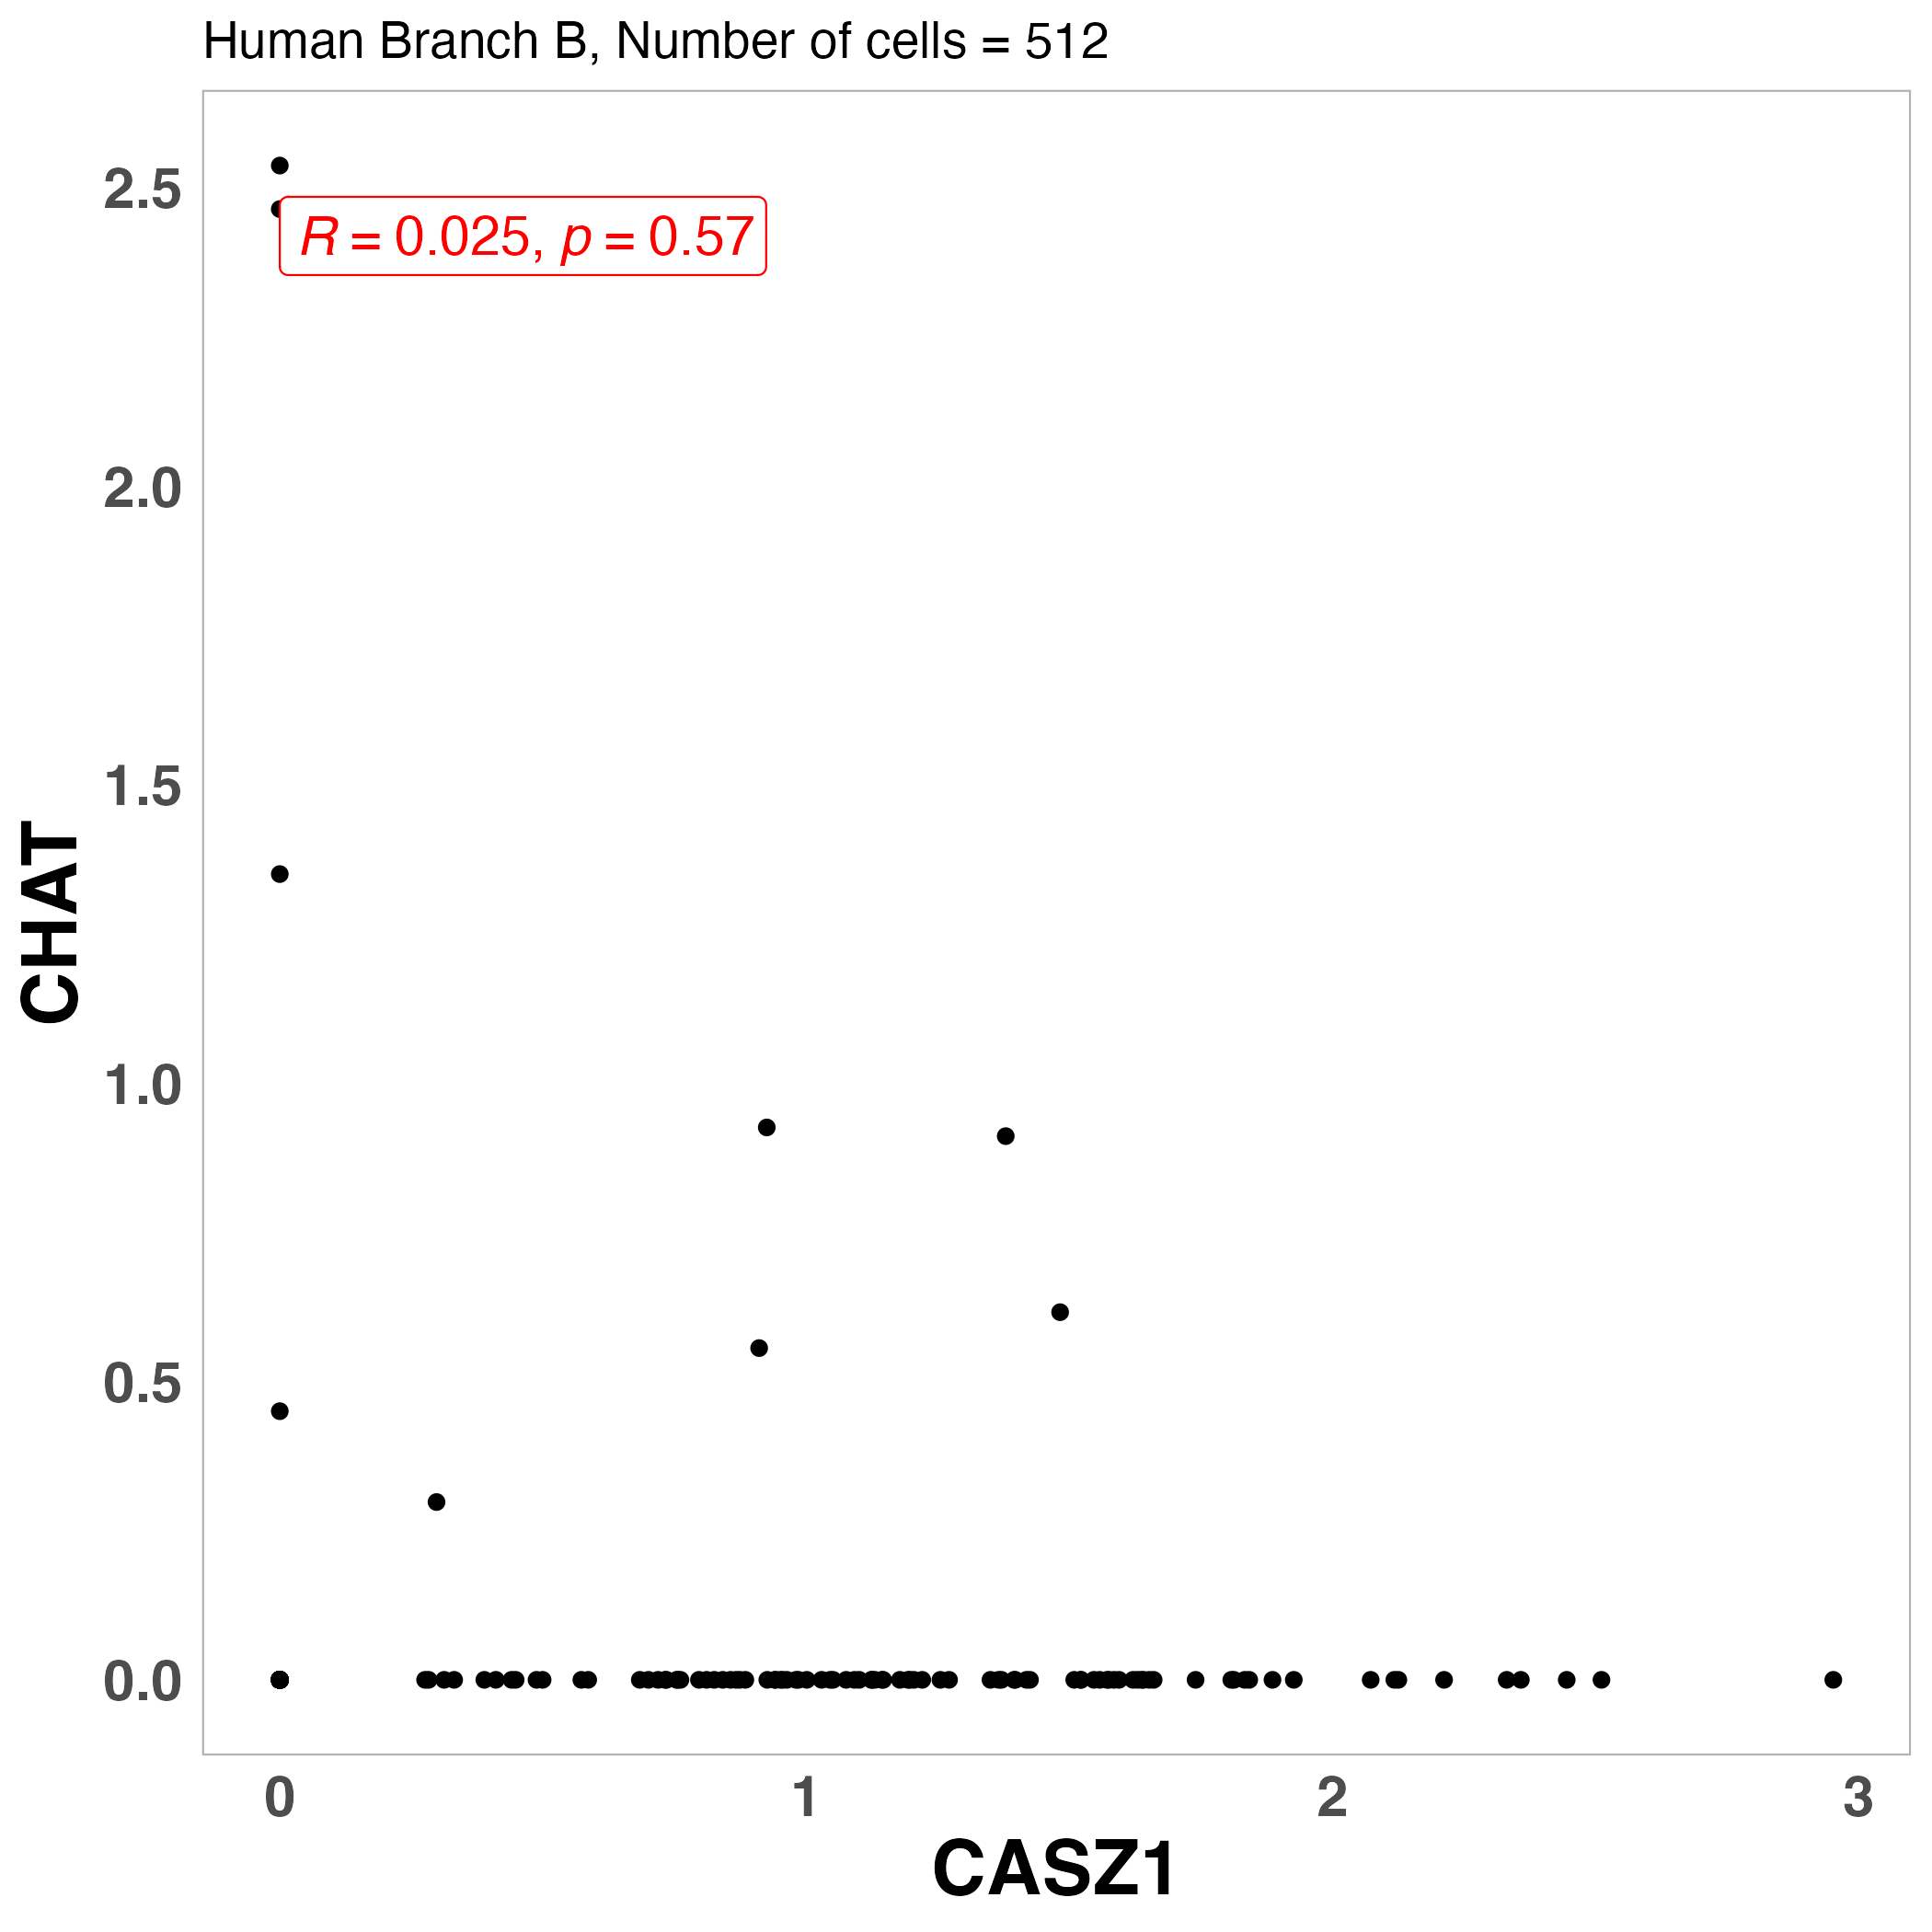 Human Branch B, Number of cells = 512
2.5
R = 0.025, p = 0.57
2.0
1.5
CHAT
1.0
0.5
0.0
0 1 2 3
CASZ1